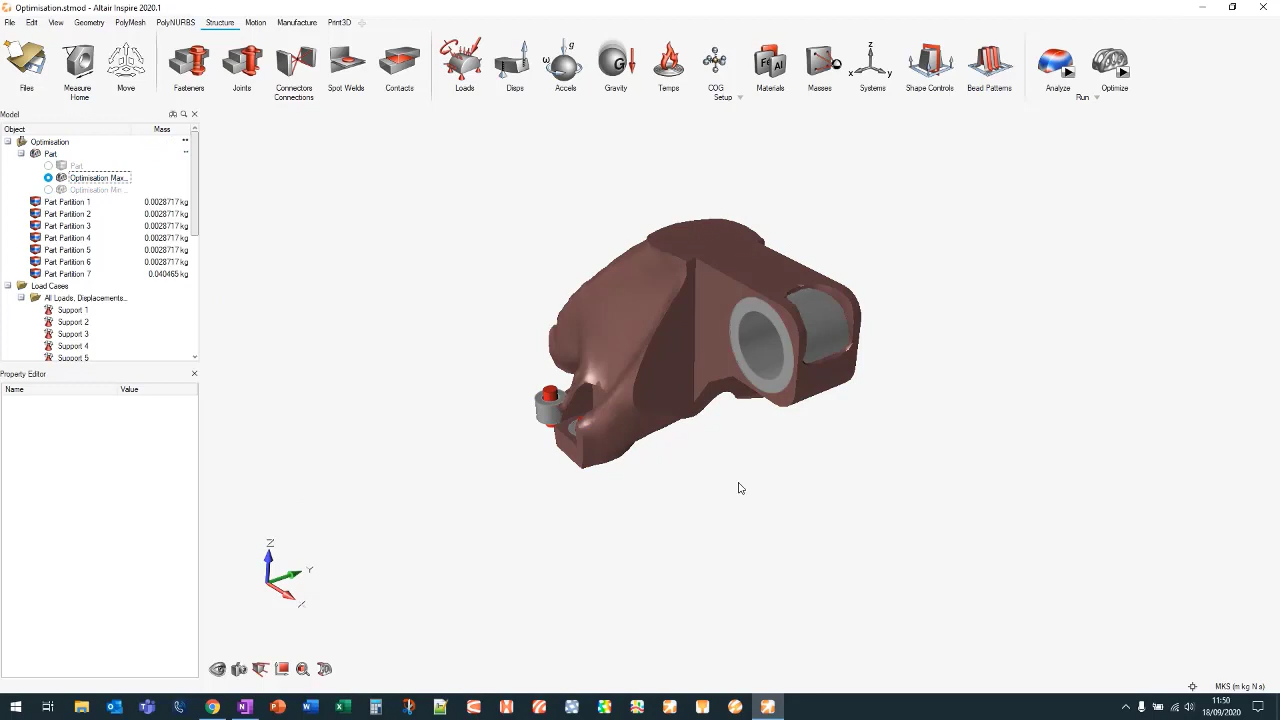 Optimisation.stmod - Altair Inspire 2020.1
File Edit View Geometry PolyMesh PolyNURBS Structure Motion Manufacture Print3D
Files Measure Move Fasteners Joints Connectors Spot Welds Contacts Loads Disps Accels Gravity Temps COG Materials Masses Systems Shape Controls Bead Patterns Analyze Optimize
Home Connections Setup Run
Model
Object Mass
Optimisation
Part
Part
Optimisation Max...
Optimisation Min ...
Part Partition 1 0.0028717 kg
Part Partition 2 0.0028717 kg
Part Partition 3 0.0028717 kg
Part Partition 4 0.0028717 kg
Part Partition 5 0.0028717 kg
Part Partition 6 0.0028717 kg
Part Partition 7 0.040465 kg
Load Cases
All Loads, Displacements...
Support 1
Support 2
Support 3
Support 4
Support 5
Property Editor
Name Value
Z
Y
X
MKS (m kg N s)
11:50
18/09/2020